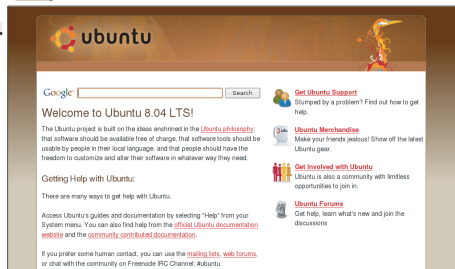 ubuntu
Google Search
Welcome to Ubuntu 8.04 LTS!
The Ubuntu project is built on the ideas enshrined in the Ubuntu philosophy:
that software should be available free of charge, that software tools should be
usable by people in their local language, and that people should have the
freedom to customize and alter their software in whatever way they need.
Getting Help with Ubuntu:
There are many ways to get help with Ubuntu.
Access Ubuntu's guides and documentation by selecting "Help" from your
System menu. You can also find help from the official Ubuntu documentation
website and the community contributed documentation.
If you prefer some human contact, you can use the mailing lists, web forums,
or chat with the community on Freenode IRC Channel: #ubuntu.
Get Ubuntu Support
Stumped by a problem? Find out how to get
help.
Ubuntu Merchandise
Make your friends jealous! Show off the latest
Ubuntu gear.
Get Involved with Ubuntu
Ubuntu is also a community with limitless
opportunities to join in.
Ubuntu Forums
Get help, learn what's new and join the
discussions